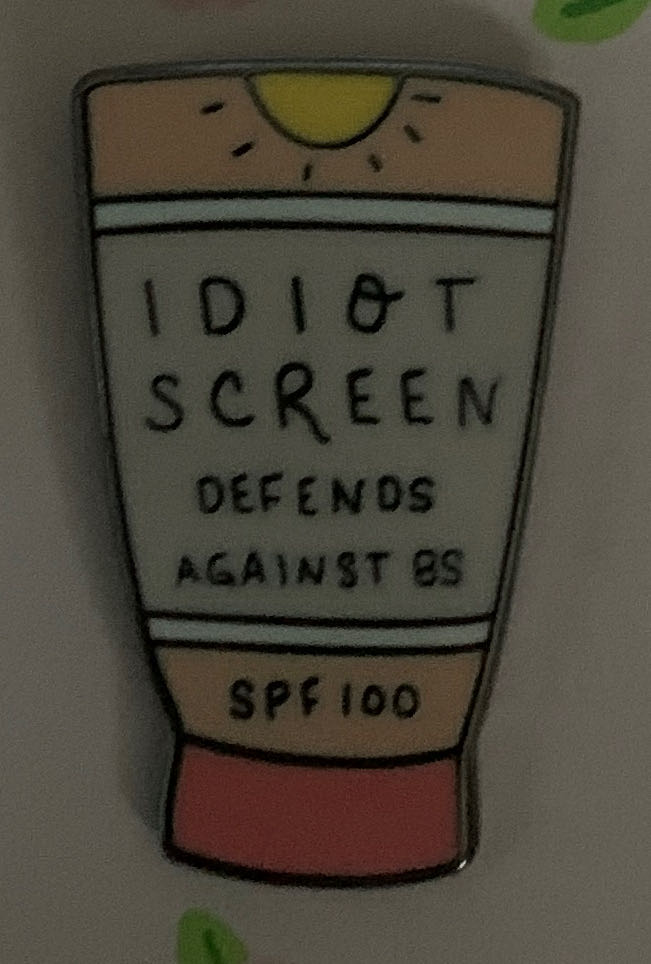 IDIOT
SCREEN
DEFENDS
AGAINST BS
SPF 100